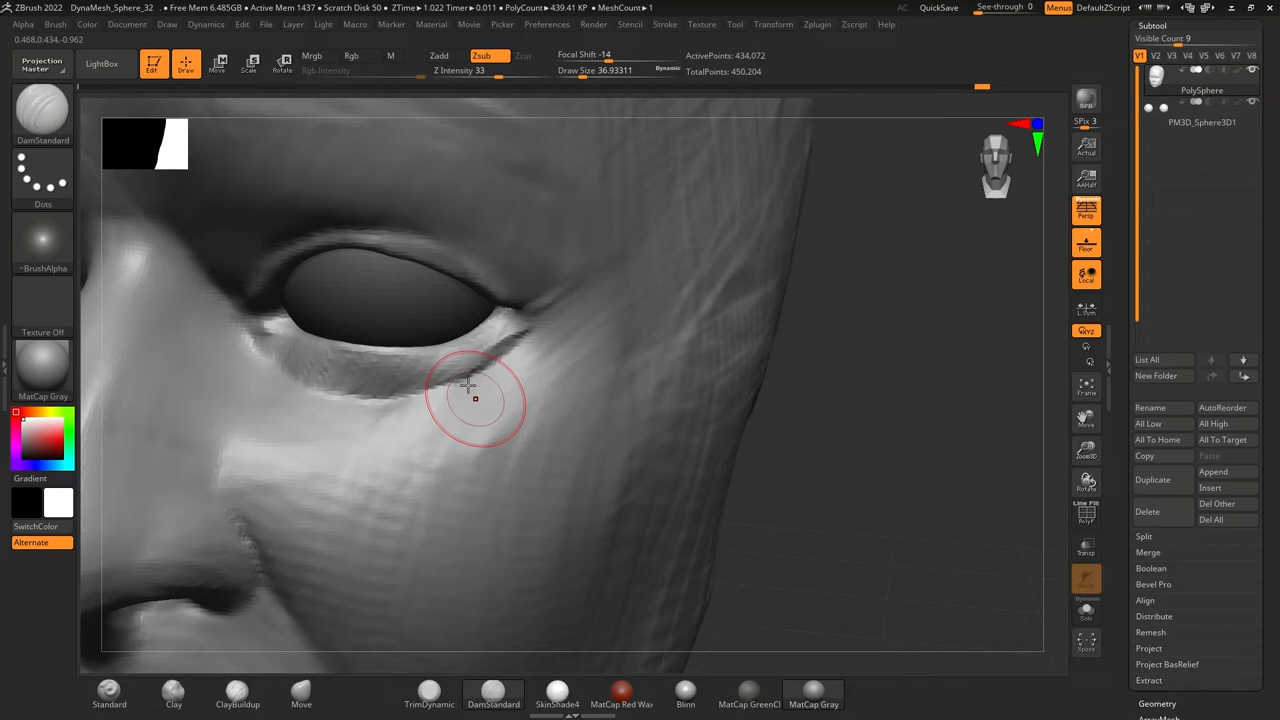 ZBrush 2022 DynaMesh_Sphere_32 • Free Mem 6.485GB • Active Mem 1437 • Scratch Disk 50 • ZTime▸1.022 Timer▸0.011 • PolyCount▸439.41 KP • MeshCount▸1
AC QuickSave See-through 0 Menus DefaultZScript
Alpha Brush Color Document Draw Dynamics Edit File Layer Light Macro Marker Material Movie Picker Preferences Render Stencil Stroke Texture Tool Transform Zplugin Zscript Help
0.468,0.434,-0.962
Projection
Master
LightBox
Edit
Draw
Move
Scale
Rotate
Mrgb Rgb M
Rgb Intensity
Zadd Zsub Zcut
Z Intensity 33
Focal Shift -14
Draw Size 36.93311
Dynamic
ActivePoints: 434,072
TotalPoints: 450,204
DamStandard
Dots
~BrushAlpha
Texture Off
MatCap Gray
Gradient
SwitchColor
Alternate
BPR
SPix 3
Actual
AAHalf
Dynamic
Persp
Floor
Local
L.Sym
XYZ
Frame
Move
Zoom3D
Rotate
Line Fill
PolyF
Transp
Dynamic
Solo
Xpose
Subtool
Visible Count 9
V1 V2 V3 V4 V5 V6 V7 V8
PolySphere
PM3D_Sphere3D1
List All
New Folder
Rename AutoReorder
All Low All High
All To Home All To Target
Copy Paste
Duplicate Append
Insert
Delete Del Other
Del All
Split
Merge
Boolean
Bevel Pro
Align
Distribute
Remesh
Project
Project BasRelief
Extract
Geometry
ArrayMesh
Standard Clay ClayBuildup Move TrimDynamic DamStandard SkinShade4 MatCap Red Wax Blinn MatCap GreenCl MatCap Gray